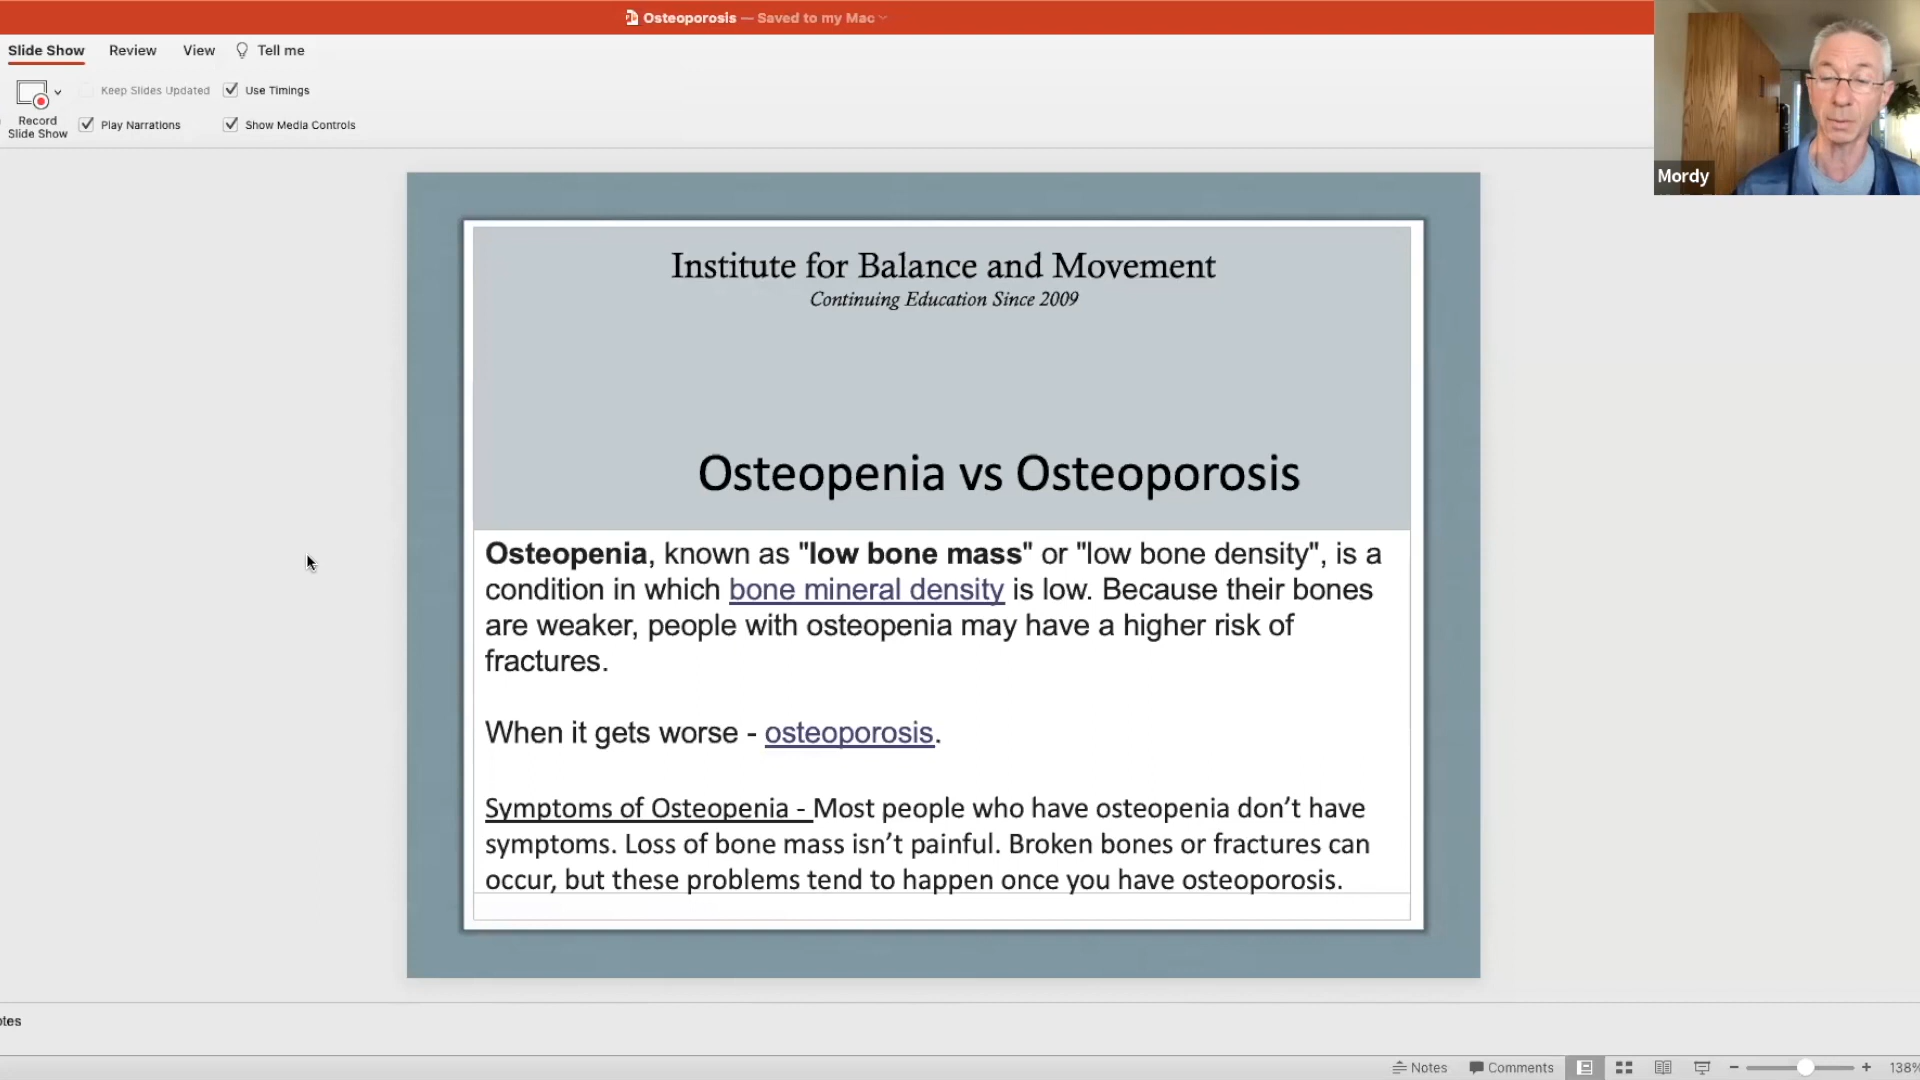 Osteoporosis — Saved to my Mac
Slide Show Review View Tell me
Keep Slides Updated Use Timings
Record
Slide Show
Play Narrations Show Media Controls
Mordy
Institute for Balance and Movement
Continuing Education Since 2009
Osteopenia vs Osteoporosis
Osteopenia, known as "low bone mass" or "low bone density", is a
condition in which bone mineral density is low. Because their bones
are weaker, people with osteopenia may have a higher risk of
fractures.
When it gets worse - osteoporosis.
Symptoms of Osteopenia - Most people who have osteopenia don’t have
symptoms. Loss of bone mass isn’t painful. Broken bones or fractures can
occur, but these problems tend to happen once you have osteoporosis.
otes
Notes Comments 138%